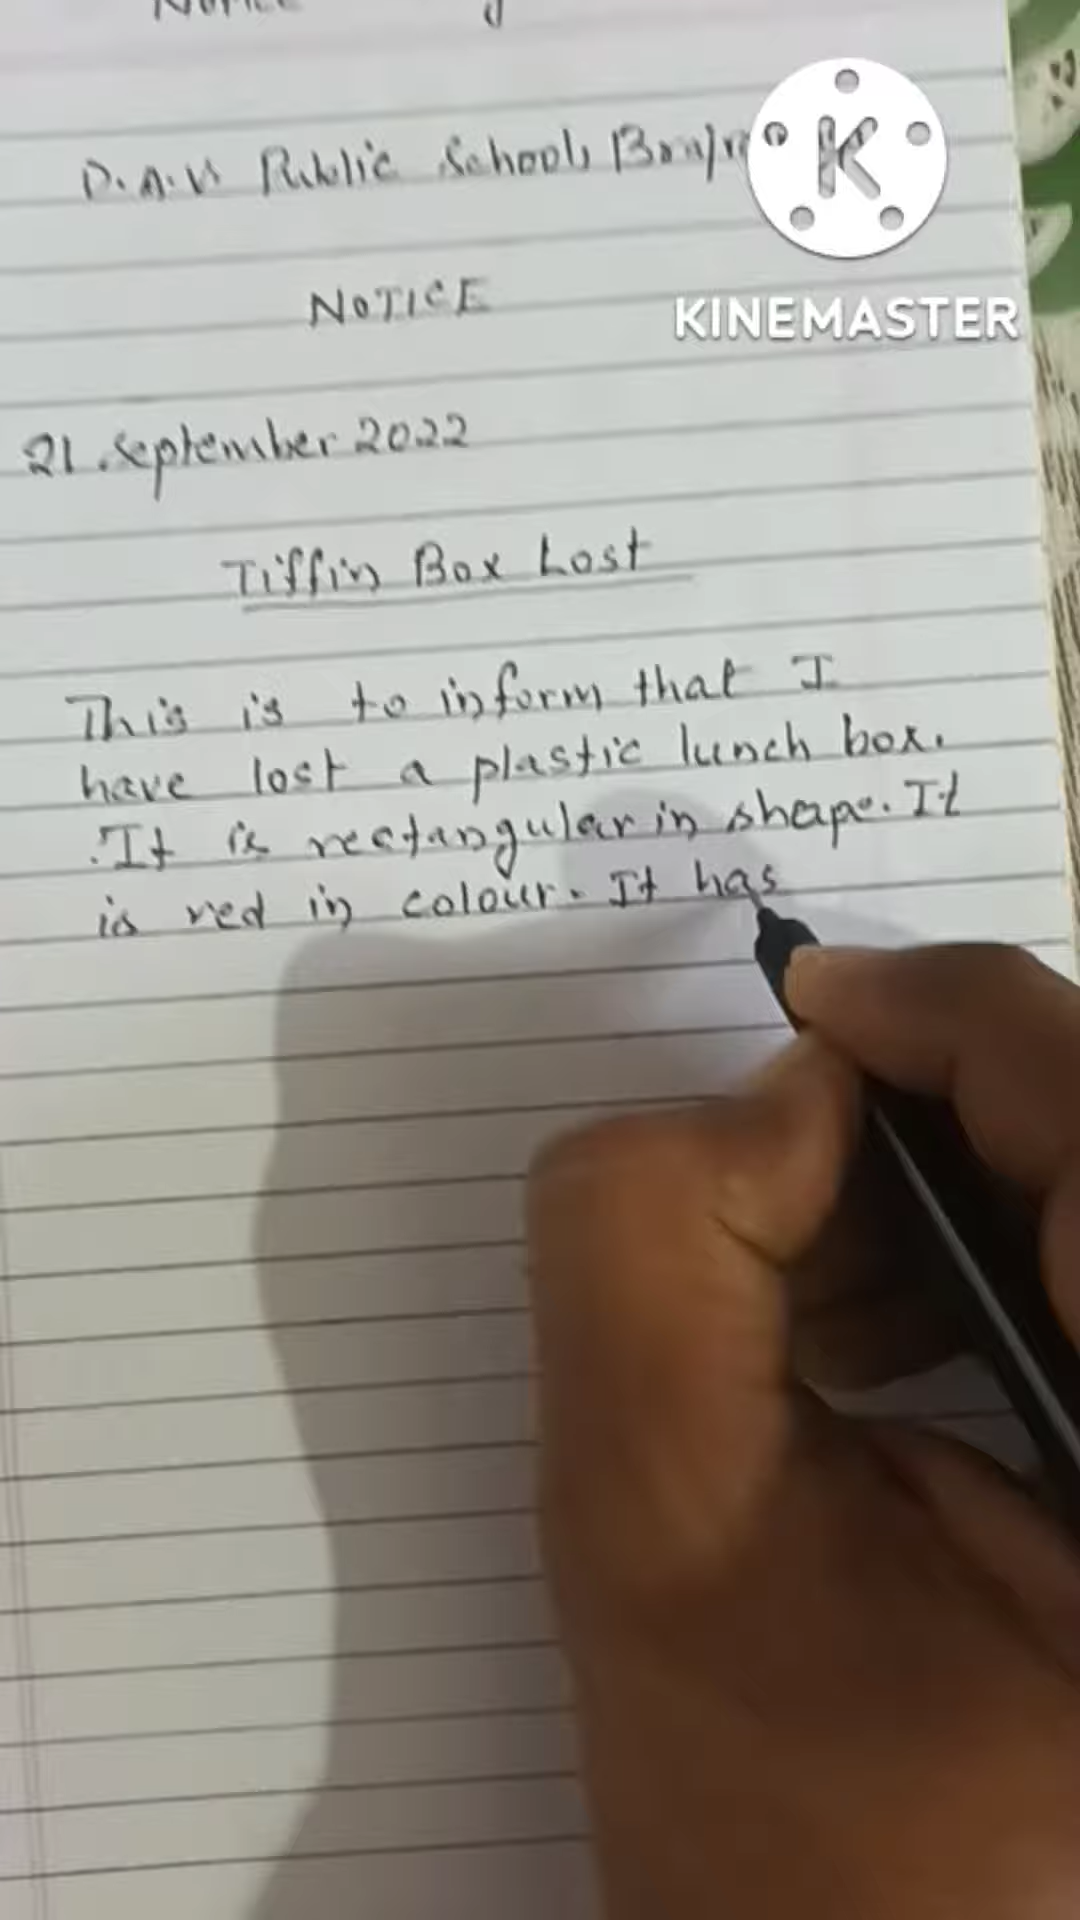 D.A.V Public School,
K
NOTICE
KINEMASTER
21 September 2022
Tiffin Box Lost
This is to inform that I
have lost a plastic lunch box.
.It is rectangular in shape. It
is red in colour. It has